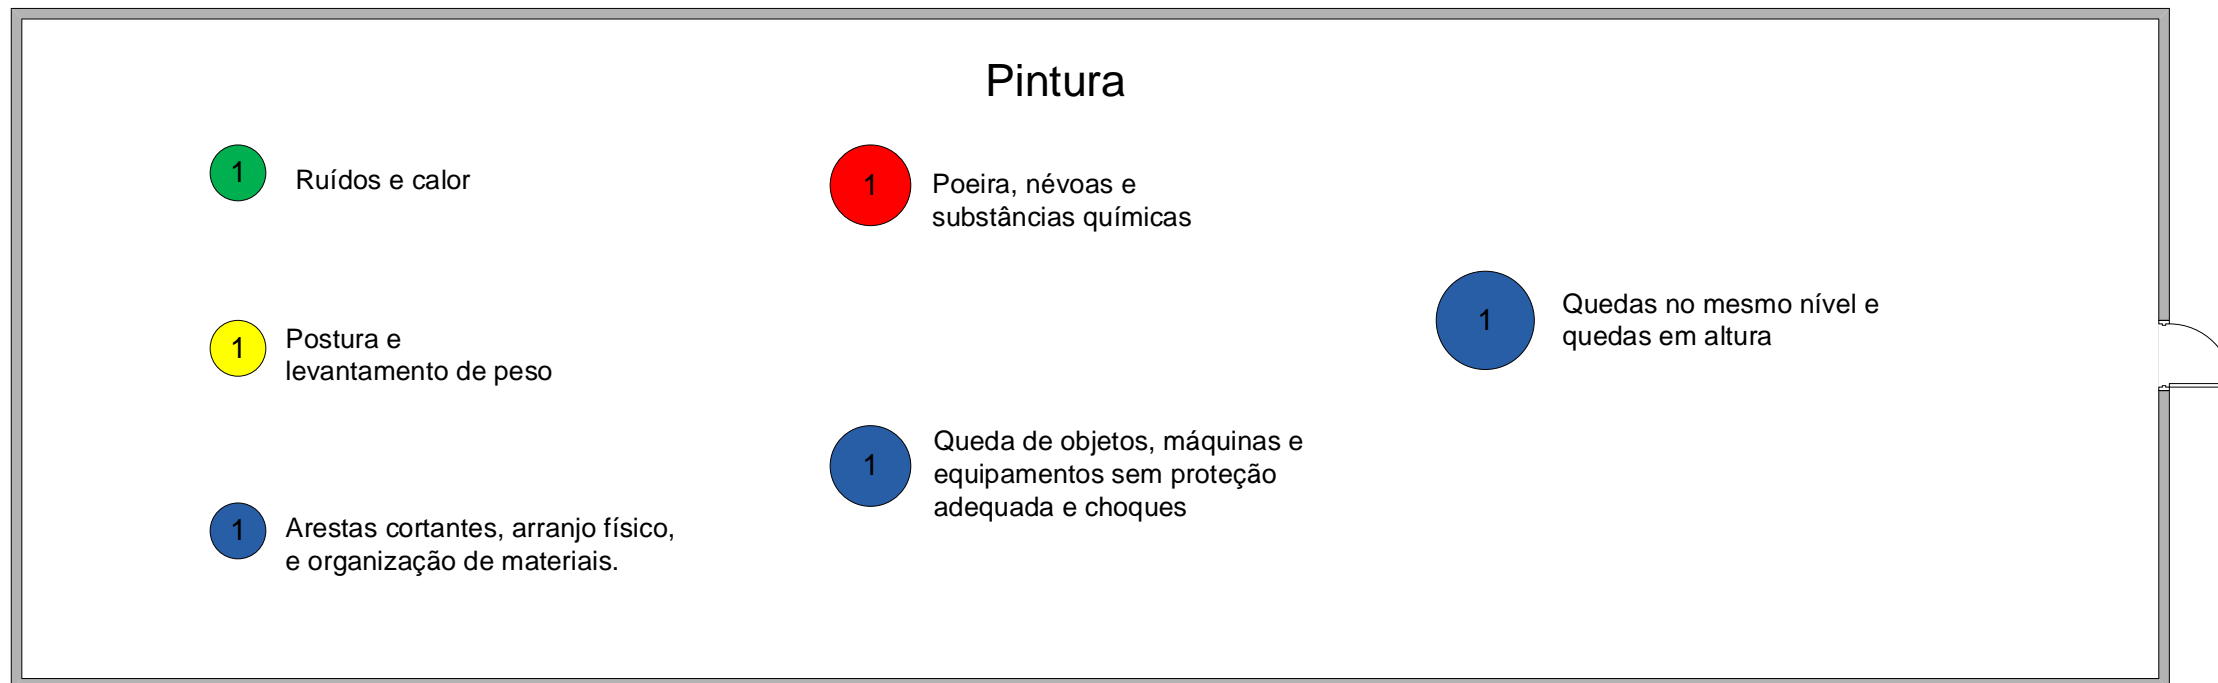 Pintura
1
Ruídos e calor
1
Poeira, névoas e
substâncias químicas
1
Quedas no mesmo nível e
quedas em altura
1
Postura e
levantamento de peso
1
Queda de objetos, máquinas e
equipamentos sem proteção
adequada e choques
1
Arestas cortantes, arranjo físico,
e organização de materiais.